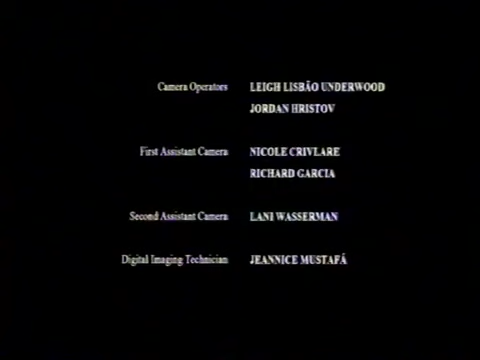 Camera Operators LEIGH LISBÃO UNDERWOOD
JORDAN HRISTOV
First Assistant Camera NICOLE CRIVLARE
RICHARD GARCIA
Second Assistant Camera LANI WASSERMAN
Digital Imaging Technician JEANNICE MUSTAFÁ